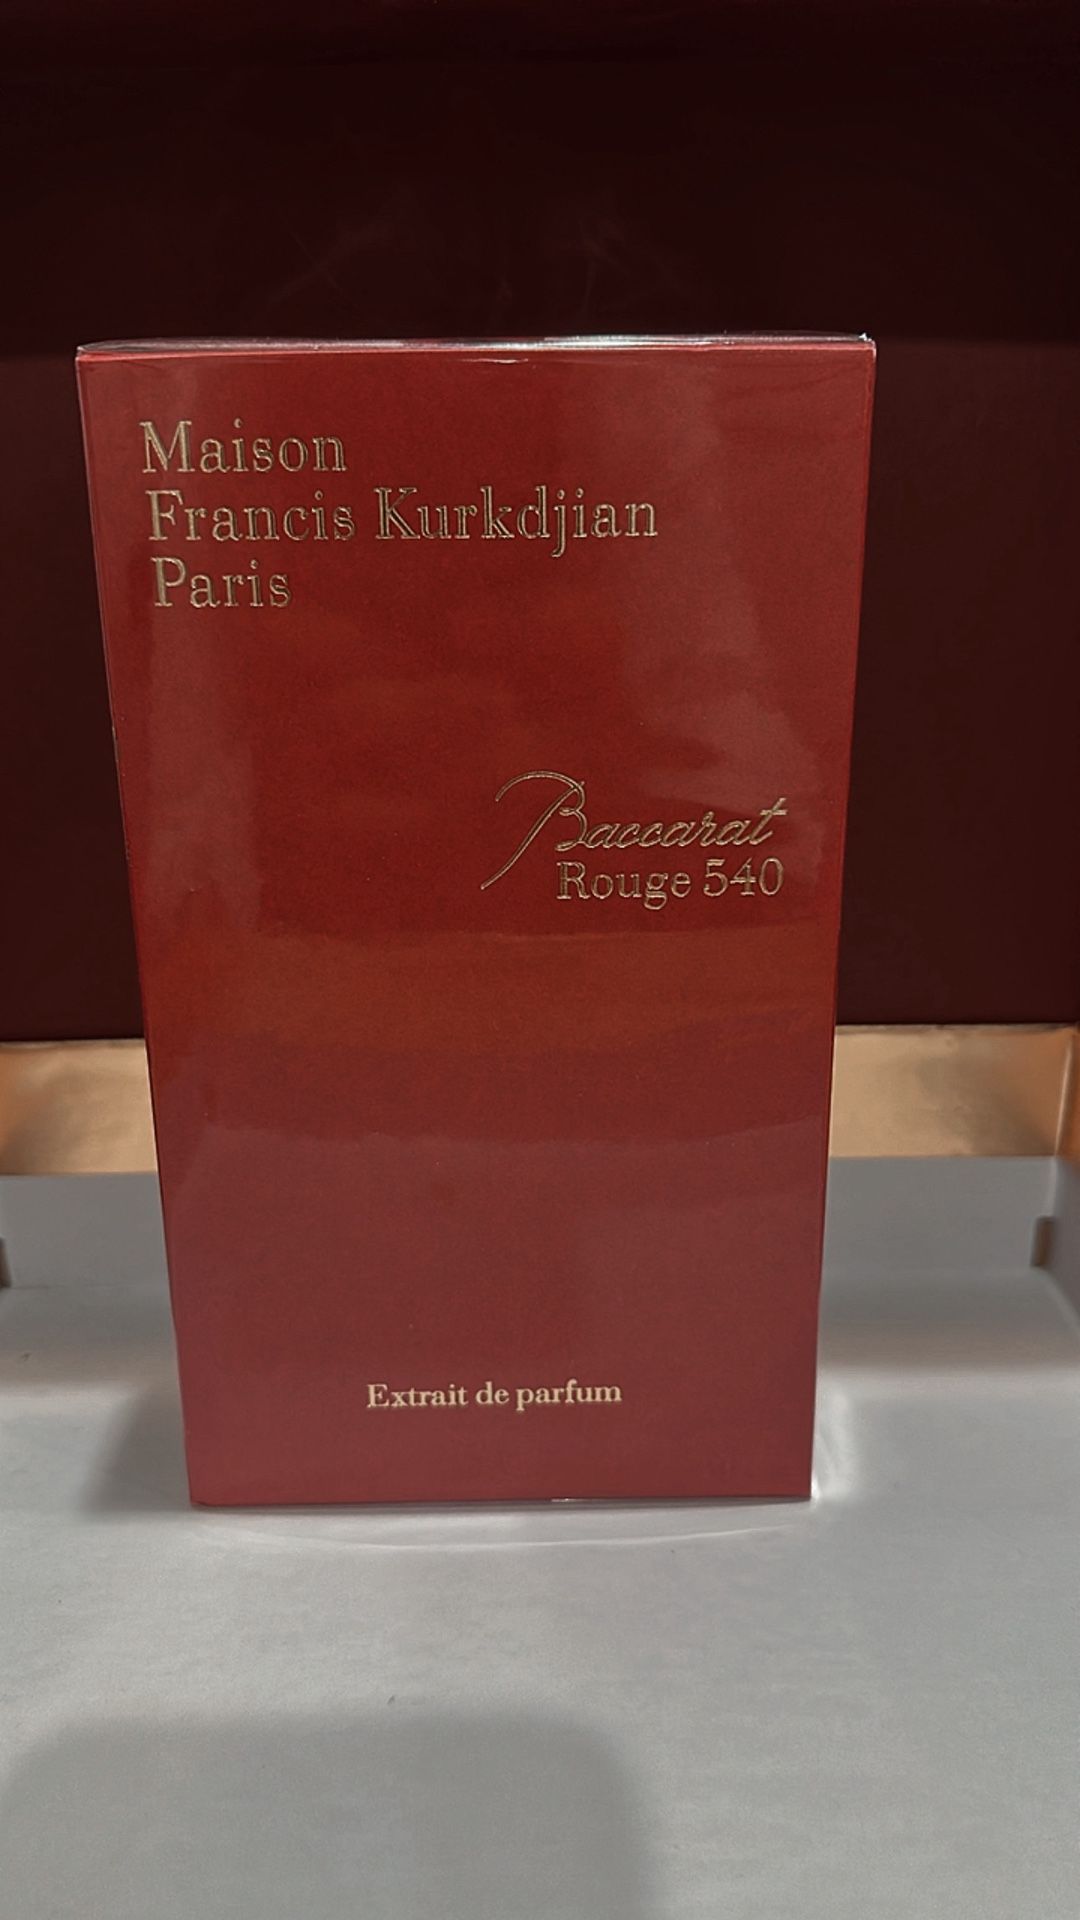 Maison
Francis Kurkdjian
Paris
Baccarat
Rouge 540
Extrait de parfum